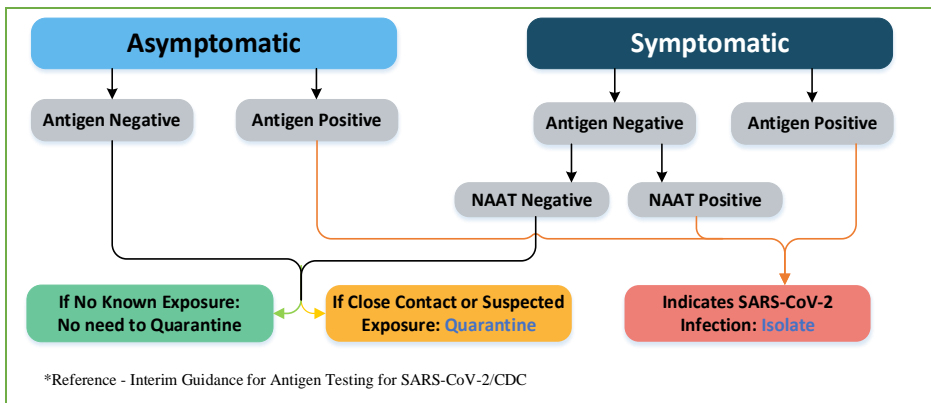 Asymptomatic
Symptomatic
Antigen Negative
Antigen Positive
Antigen Negative
Antigen Positive
NAAT Negative
NAAT Positive
If No Known Exposure:
No need to Quarantine
If Close Contact or Suspected
Exposure: Quarantine
Indicates SARS-CoV-2
Infection: Isolate
*Reference - Interim Guidance for Antigen Testing for SARS-CoV-2/CDC